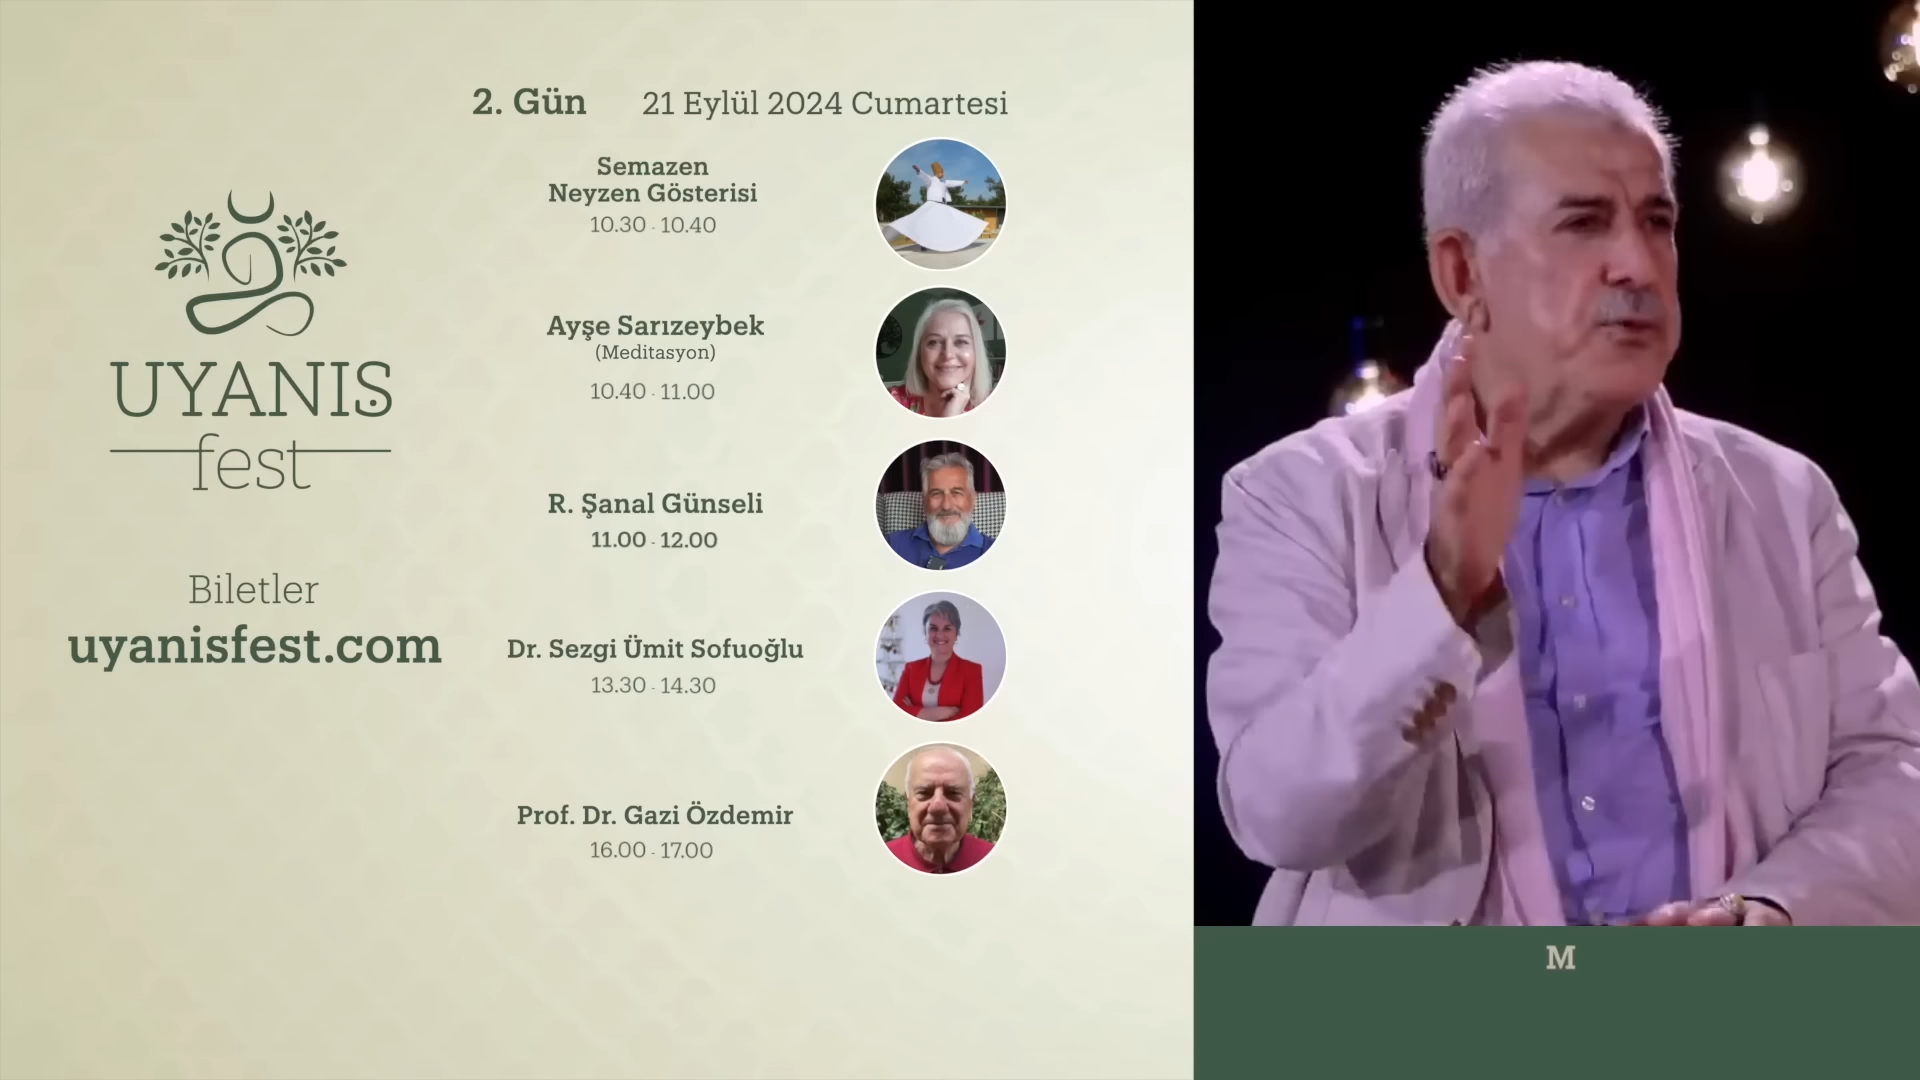 UYANIŞ
fest
Biletler
uyanisfest.com
2. Gün
21 Eylül 2024 Cumartesi
Semazen
Neyzen Gösterisi
10.30 - 10.40
Ayşe Sarızeybek
(Meditasyon)
10.40 - 11.00
R. Şanal Günseli
11.00 - 12.00
Dr. Sezgi Ümit Sofuoğlu
13.30 - 14.30
Prof. Dr. Gazi Özdemir
16.00 - 17.00
M